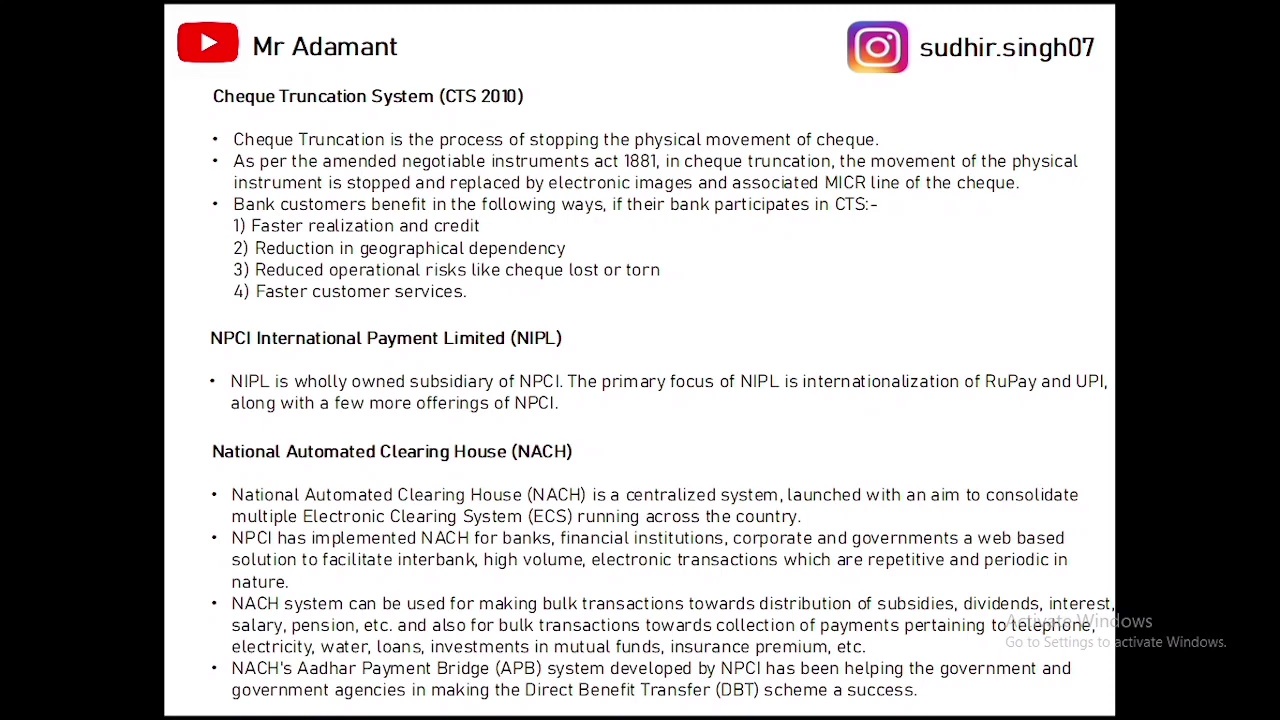 Mr Adamant
sudhir.singh07
Cheque Truncation System (CTS 2010)
• Cheque Truncation is the process of stopping the physical movement of cheque.
• As per the amended negotiable instruments act 1881, in cheque truncation, the movement of the physical
instrument is stopped and replaced by electronic images and associated MICR line of the cheque.
• Bank customers benefit in the following ways, if their bank participates in CTS:-
1) Faster realization and credit
2) Reduction in geographical dependency
3) Reduced operational risks like cheque lost or torn
4) Faster customer services.
NPCI International Payment Limited (NIPL)
• NIPL is wholly owned subsidiary of NPCI. The primary focus of NIPL is internationalization of RuPay and UPI,
along with a few more offerings of NPCI.
National Automated Clearing House (NACH)
• National Automated Clearing House (NACH) is a centralized system, launched with an aim to consolidate
multiple Electronic Clearing System (ECS) running across the country.
• NPCI has implemented NACH for banks, financial institutions, corporate and governments a web based
solution to facilitate interbank, high volume, electronic transactions which are repetitive and periodic in
nature.
• NACH system can be used for making bulk transactions towards distribution of subsidies, dividends, interest,
salary, pension, etc. and also for bulk transactions towards collection of payments pertaining to telephone,
electricity, water, loans, investments in mutual funds, insurance premium, etc.
• NACH's Aadhar Payment Bridge (APB) system developed by NPCI has been helping the government and
government agencies in making the Direct Benefit Transfer (DBT) scheme a success.
Activate Windows
Go to Settings to activate Windows.